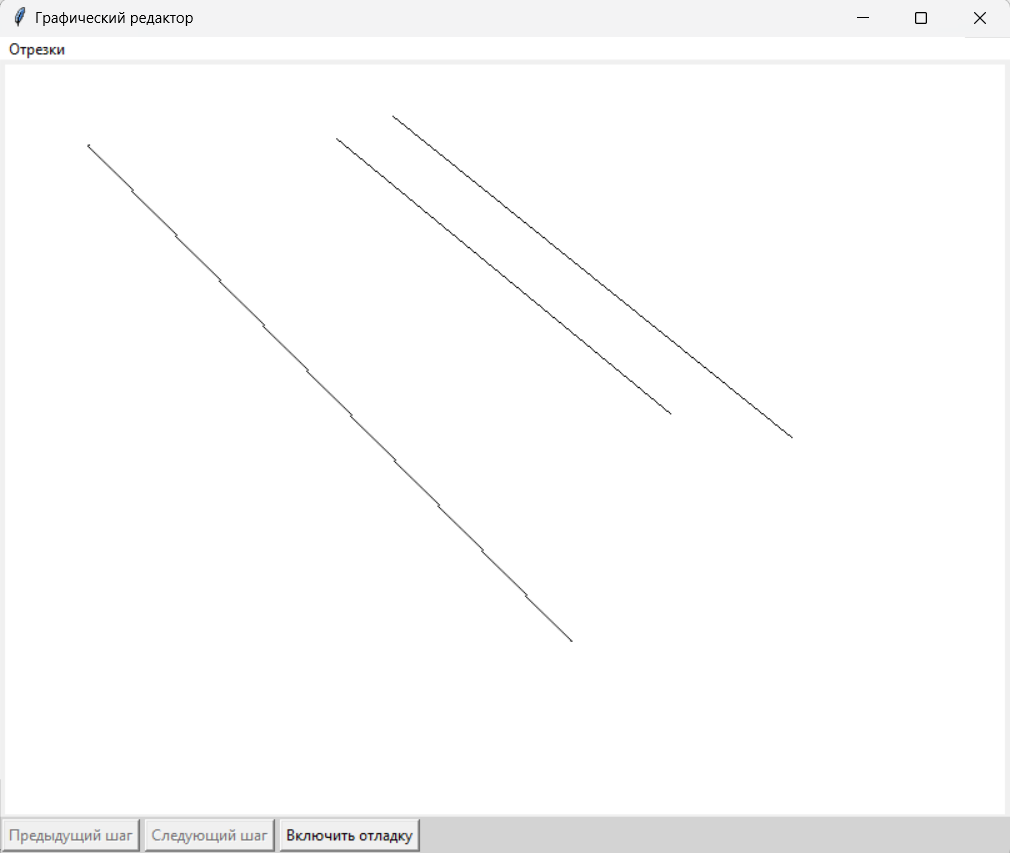 Графический редактор
Отрезки
Предыдущий шаг Следующий шаг Включить отладку